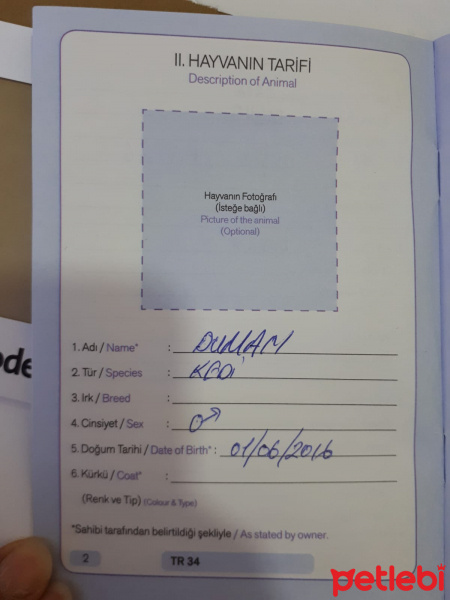 II. HAYVANIN TARİFİ
Description of Animal
Hayvanın Fotoğrafı
(İsteğe bağlı)
Picture of the animal
(Optional)
1. Adı / Name* : DUMAN
2. Tür / Species : KEDİ
3. Irk / Breed :
4. Cinsiyet / Sex : ♂
5. Doğum Tarihi / Date of Birth* : 01/06/2016
6. Kürkü / Coat* :
(Renk ve Tip) (Colour & Type)
*Sahibi tarafından belirtildiği şekliyle / As stated by owner.
2 TR 34
ode
petlebi